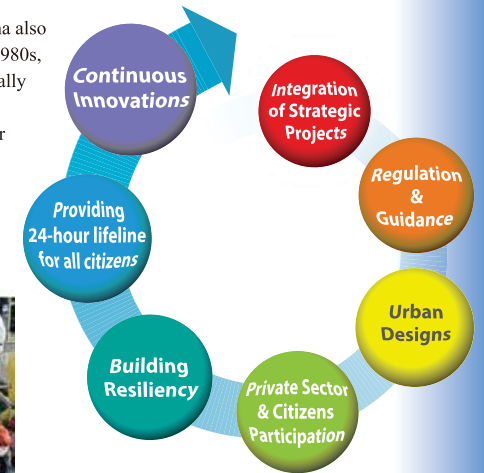 also
980s,
ally
r
Continuous
Innovations
Integration
of Strategic
Projects
Regulation
&
Guidance
Urban
Designs
Private Sector
& Citizens
Participation
Building
Resiliency
Providing
24-hour lifeline
for all citizens